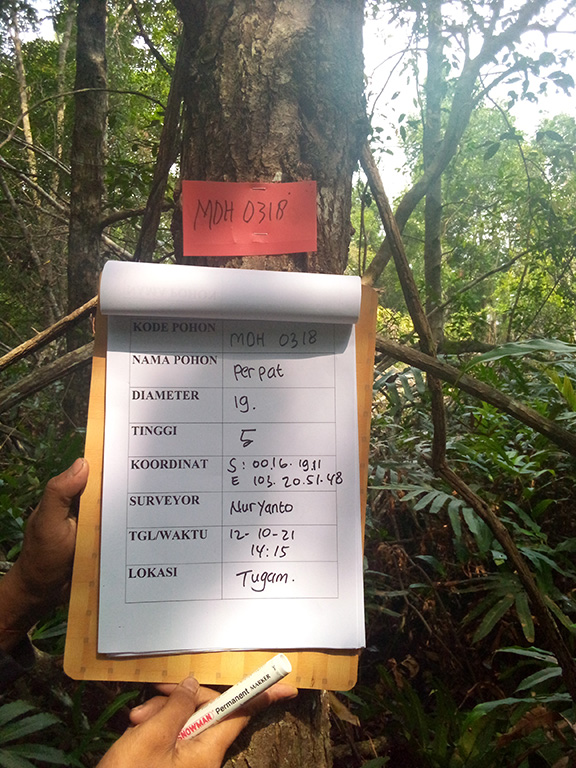 MDH 0318
KODE POHON MDH 0318
NAMA POHON Perpat
DIAMETER 19.
TINGGI 5
KOORDINAT S : 00.16.19.11
E 103.20.51.48
SURVEYOR Nuryanto
TGL/WAKTU 12-10-21
14:15
LOKASI Tugam.
SNOWMAN Permanent MARKER